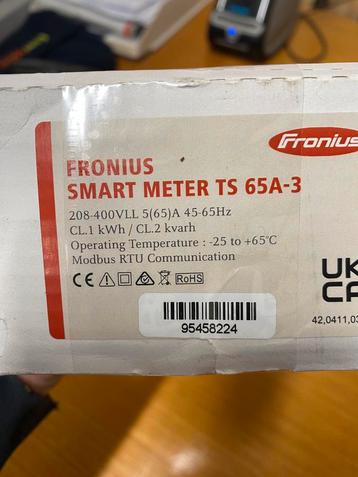 Fronius
FRONIUS
SMART METER TS 65A-3
208-400VLL 5(65)A 45-65Hz
CL.1 kWh / CL.2 kvarh
Operating Temperature : -25 to +65℃
Modbus RTU Communication
CE RoHS
UK
CA
95458224
42,0411,03